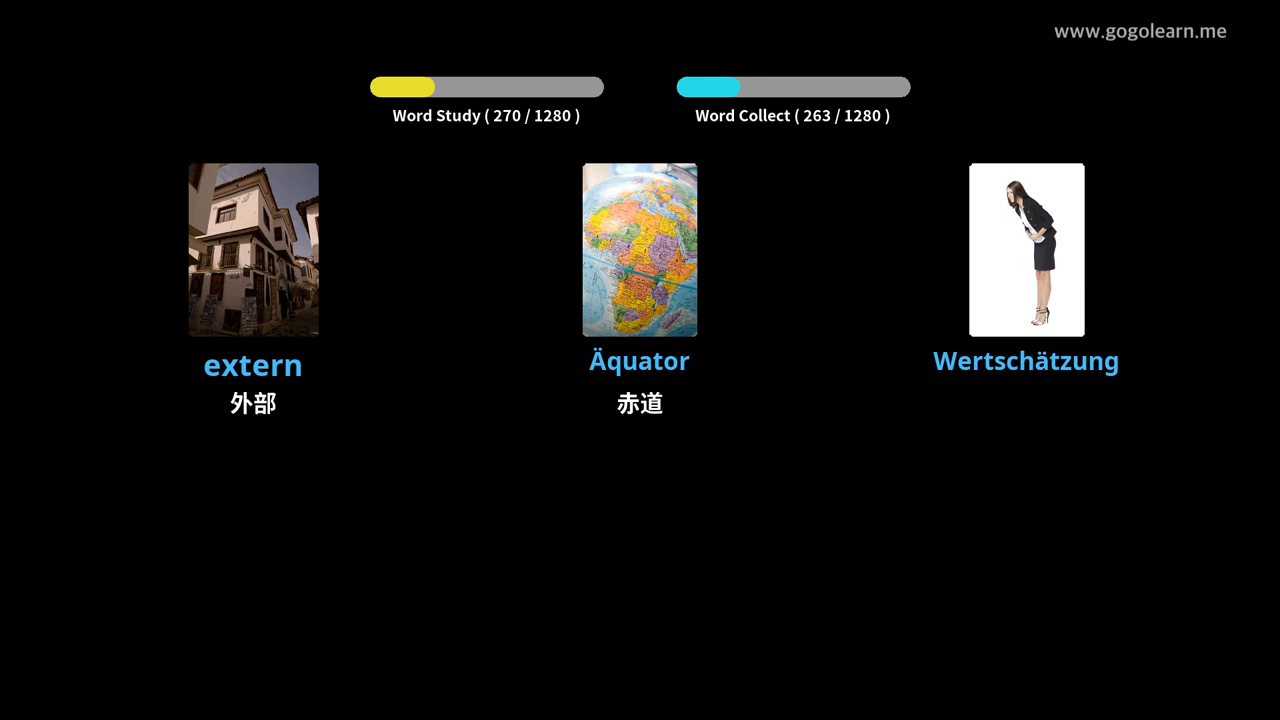 www.gogolearn.me
Word Study ( 270 / 1280 )
Word Collect ( 263 / 1280 )
extern
外部
Äquator
赤道
Wertschätzung